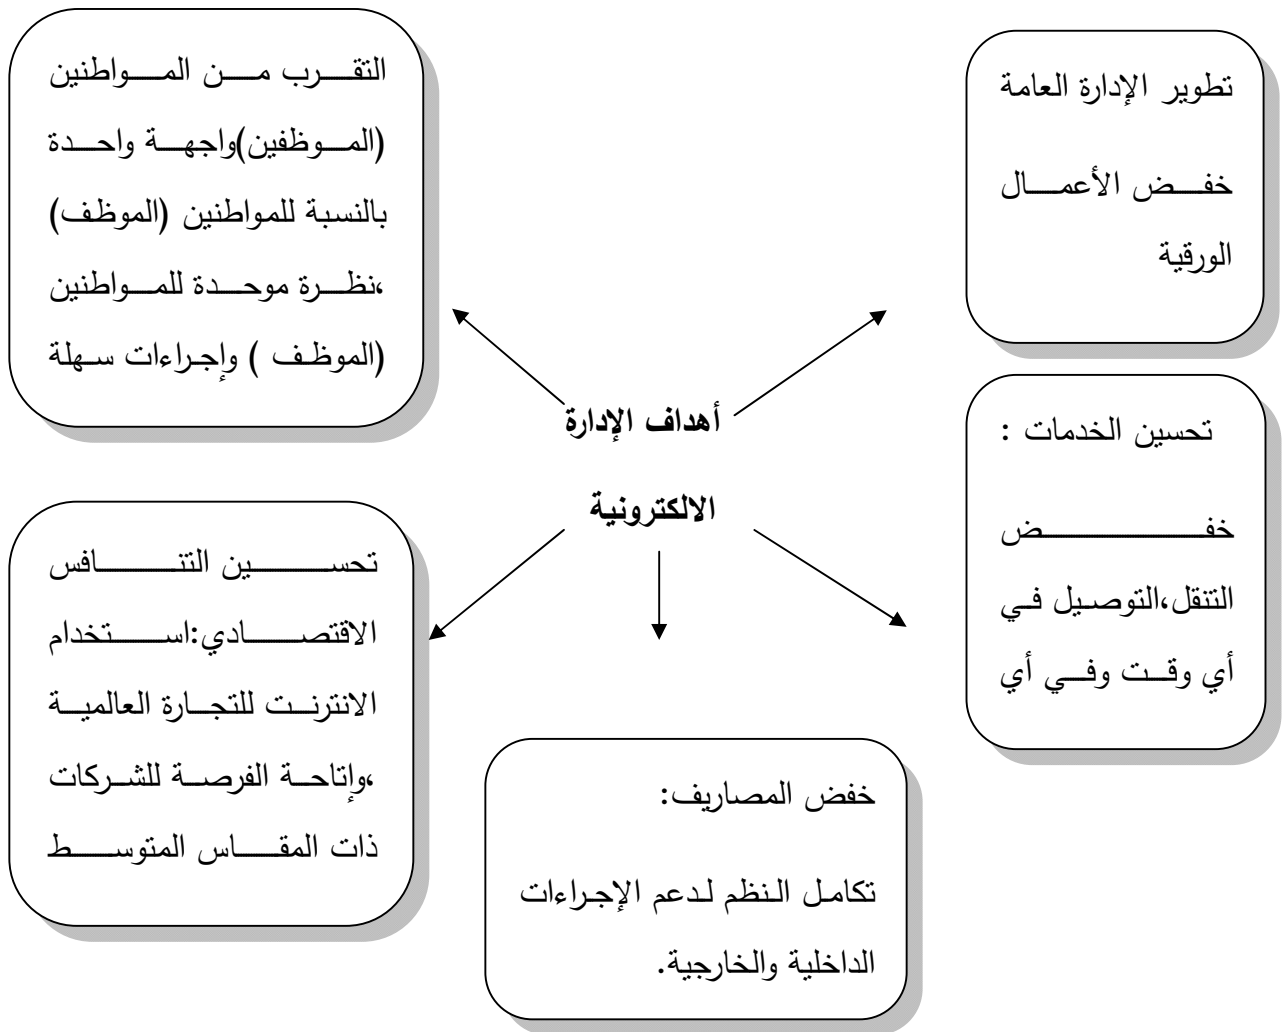 تطوير الإدارة العامة
خفض الأعمال
الورقية
التقرب من المواطنين
(الموظفين)واجهة واحدة
بالنسبة للمواطنين (الموظف)
،نظرة موحدة للمواطنين
(الموظف ) وإجراءات سهلة
أهداف الإدارة
الالكترونية
تحسين الخدمات :
خفض
التنقل،التوصيل في
أي وقت وفي أي
تحسين التنافس
الاقتصادي:استخدام
الانترنت للتجارة العالمية
،وإتاحة الفرصة للشركات
ذات المقاس المتوسط
خفض المصاريف:
تكامل النظم لدعم الإجراءات
الداخلية والخارجية.